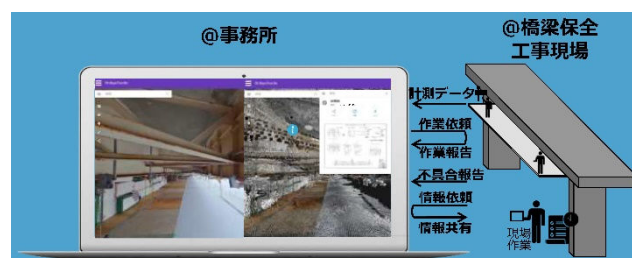 @事務所
@橋梁保全
工事現場
計測データ
作業依頼
作業報告
不具合報告
情報依頼
情報共有
現場
作業